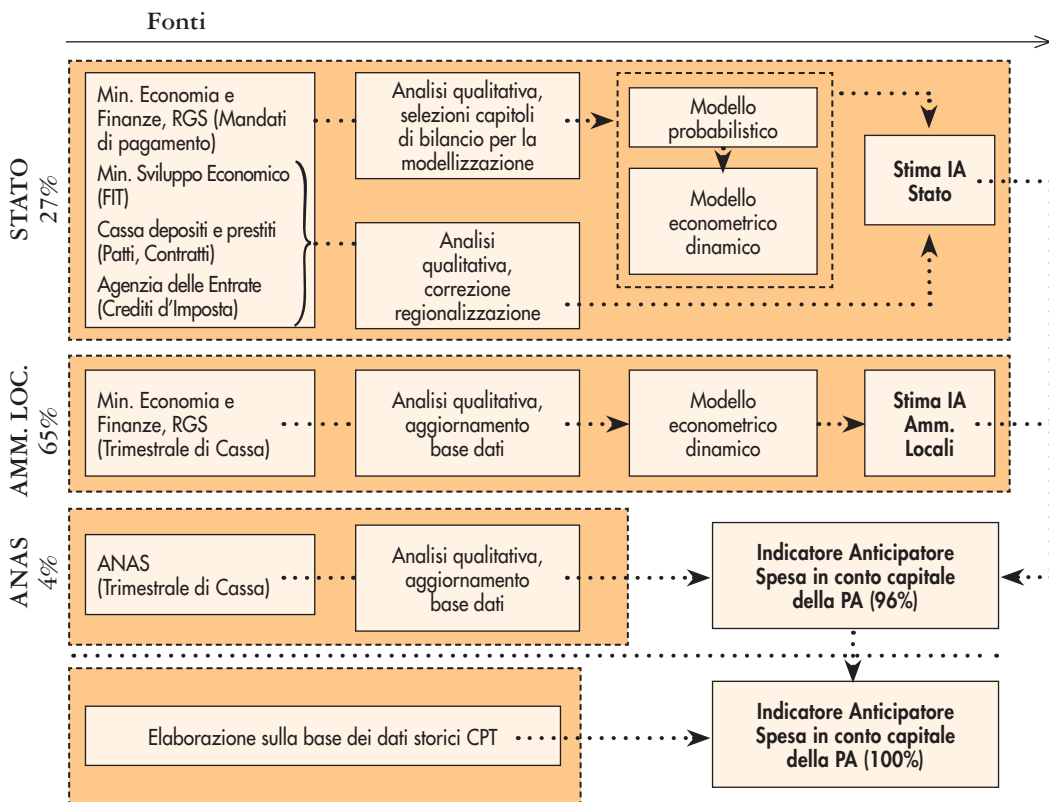 Fonti
STATO
27%
Min. Economia e
Finanze, RGS (Mandati
di pagamento)
Min. Sviluppo Economico
(FIT)
Cassa depositi e prestiti
(Patti, Contratti)
Agenzia delle Entrate
(Crediti d'Imposta)
Analisi qualitativa,
selezioni capitoli
di bilancio per la
modellizzazione
Analisi
qualitativa,
correzione
regionalizzazione
Modello
probabilistico
Modello
econometrico
dinamico
Stima IA
Stato
AMM. LOC.
65%
Min. Economia e
Finanze, RGS
(Trimestrale di Cassa)
Analisi qualitativa,
aggiornamento
base dati
Modello
econometrico
dinamico
Stima IA
Amm.
Locali
ANAS
4%
ANAS
(Trimestrale di Cassa)
Analisi qualitativa,
aggiornamento
base dati
Indicatore Anticipatore
Spesa in conto capitale
della PA (96%)
Elaborazione sulla base dei dati storici CPT
Indicatore Anticipatore
Spesa in conto capitale
della PA (100%)